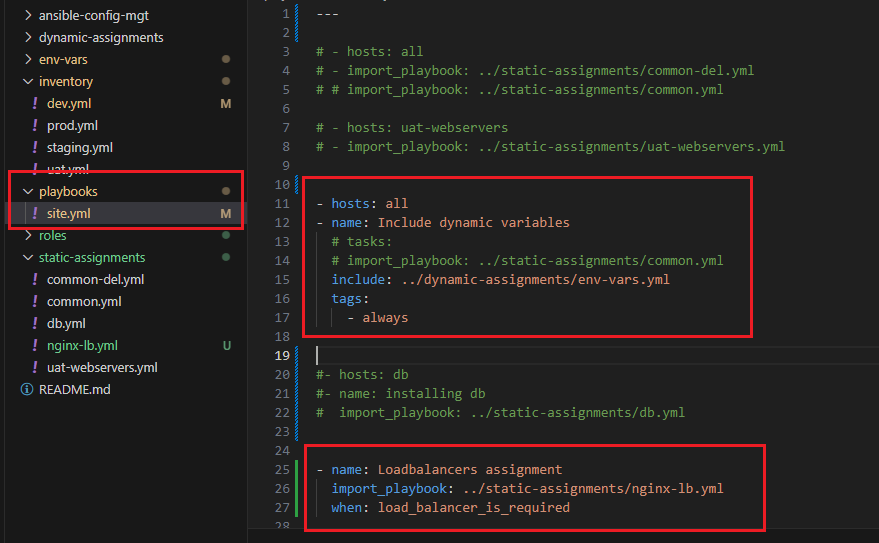 ansible-config-mgt
dynamic-assignments
env-vars
inventory
dev.yml M
prod.yml
staging.yml
uat.yml
playbooks
site.yml M
roles
static-assignments
common-del.yml
common.yml
db.yml
nginx-lb.yml U
uat-webservers.yml
README.md
1 ---
2
3 # - hosts: all
4 # - import_playbook: ../static-assignments/common-del.yml
5 # # import_playbook: ../static-assignments/common.yml
6
7 # - hosts: uat-webservers
8 # - import_playbook: ../static-assignments/uat-webservers.yml
9
10
11 - hosts: all
12 - name: Include dynamic variables
13 # tasks:
14 # import_playbook: ../static-assignments/common.yml
15 include: ../dynamic-assignments/env-vars.yml
16 tags:
17 - always
18
19
20 #- hosts: db
21 #- name: installing db
22 #  import_playbook: ../static-assignments/db.yml
23
24
25 - name: Loadbalancers assignment
26 import_playbook: ../static-assignments/nginx-lb.yml
27 when: load_balancer_is_required
28